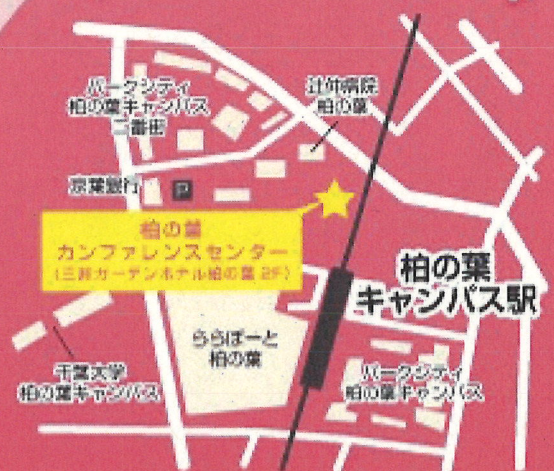 パークシティ
柏の葉キャンパス
二番街
辻仲病院
柏の葉
京葉銀行
P
柏の葉
カンファレンスセンター
(三井ガーデンホテル柏の葉 2F)
柏の葉
キャンパス駅
ららぽーと
柏の葉
千葉大学
柏の葉キャンパス
パークシティ
柏の葉キャンパス